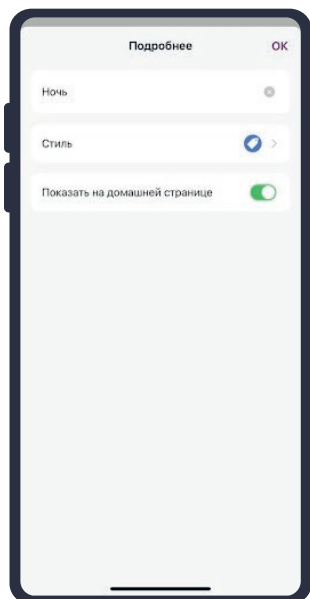 Подробнее
OK
Ночь
Стиль
Показать на домашней странице